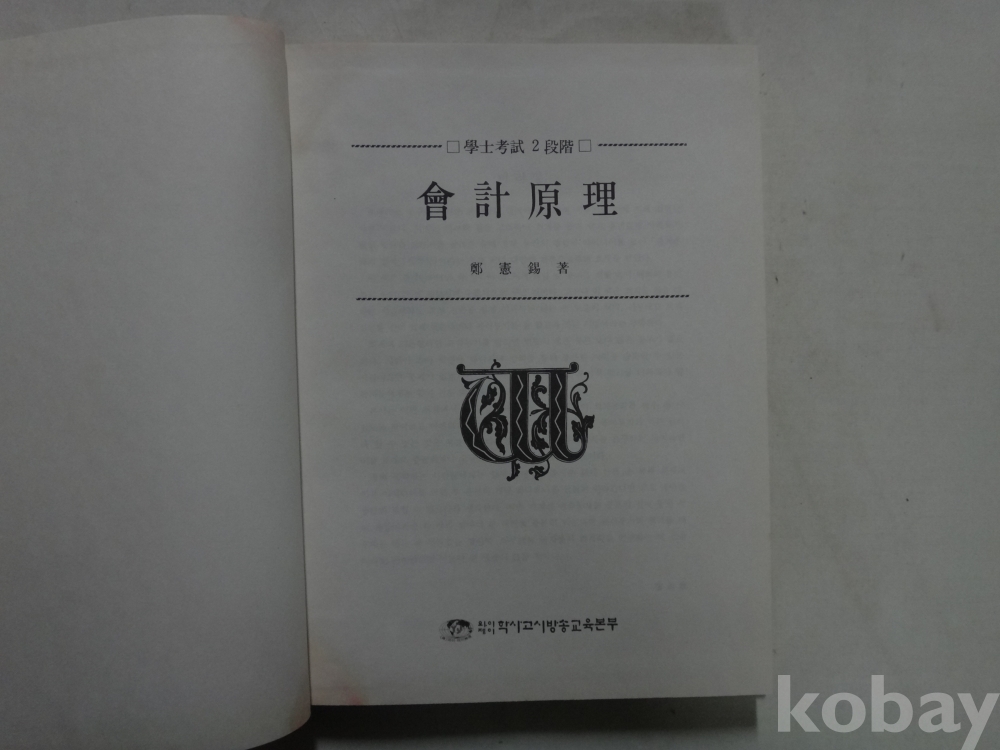 □ 學士考試 2 段階 □
會計原理
鄭憲錫 著
학사고시방송교육본부
kobay